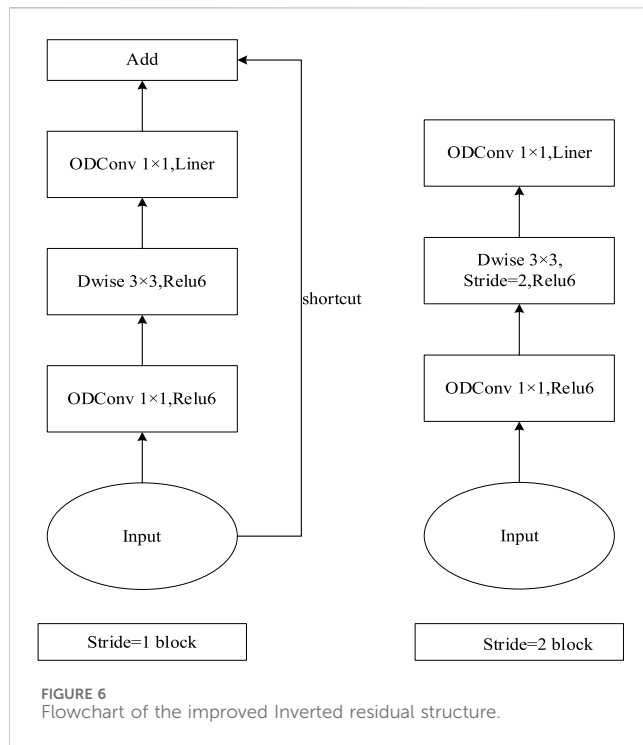 Add
ODConv 1×1,Liner
Dwise 3×3,Relu6
ODConv 1×1,Relu6
Input
shortcut
Stride=1 block
ODConv 1×1,Liner
Dwise 3×3,
Stride=2,Relu6
ODConv 1×1,Relu6
Input
Stride=2 block
FIGURE 6
Flowchart of the improved Inverted residual structure.